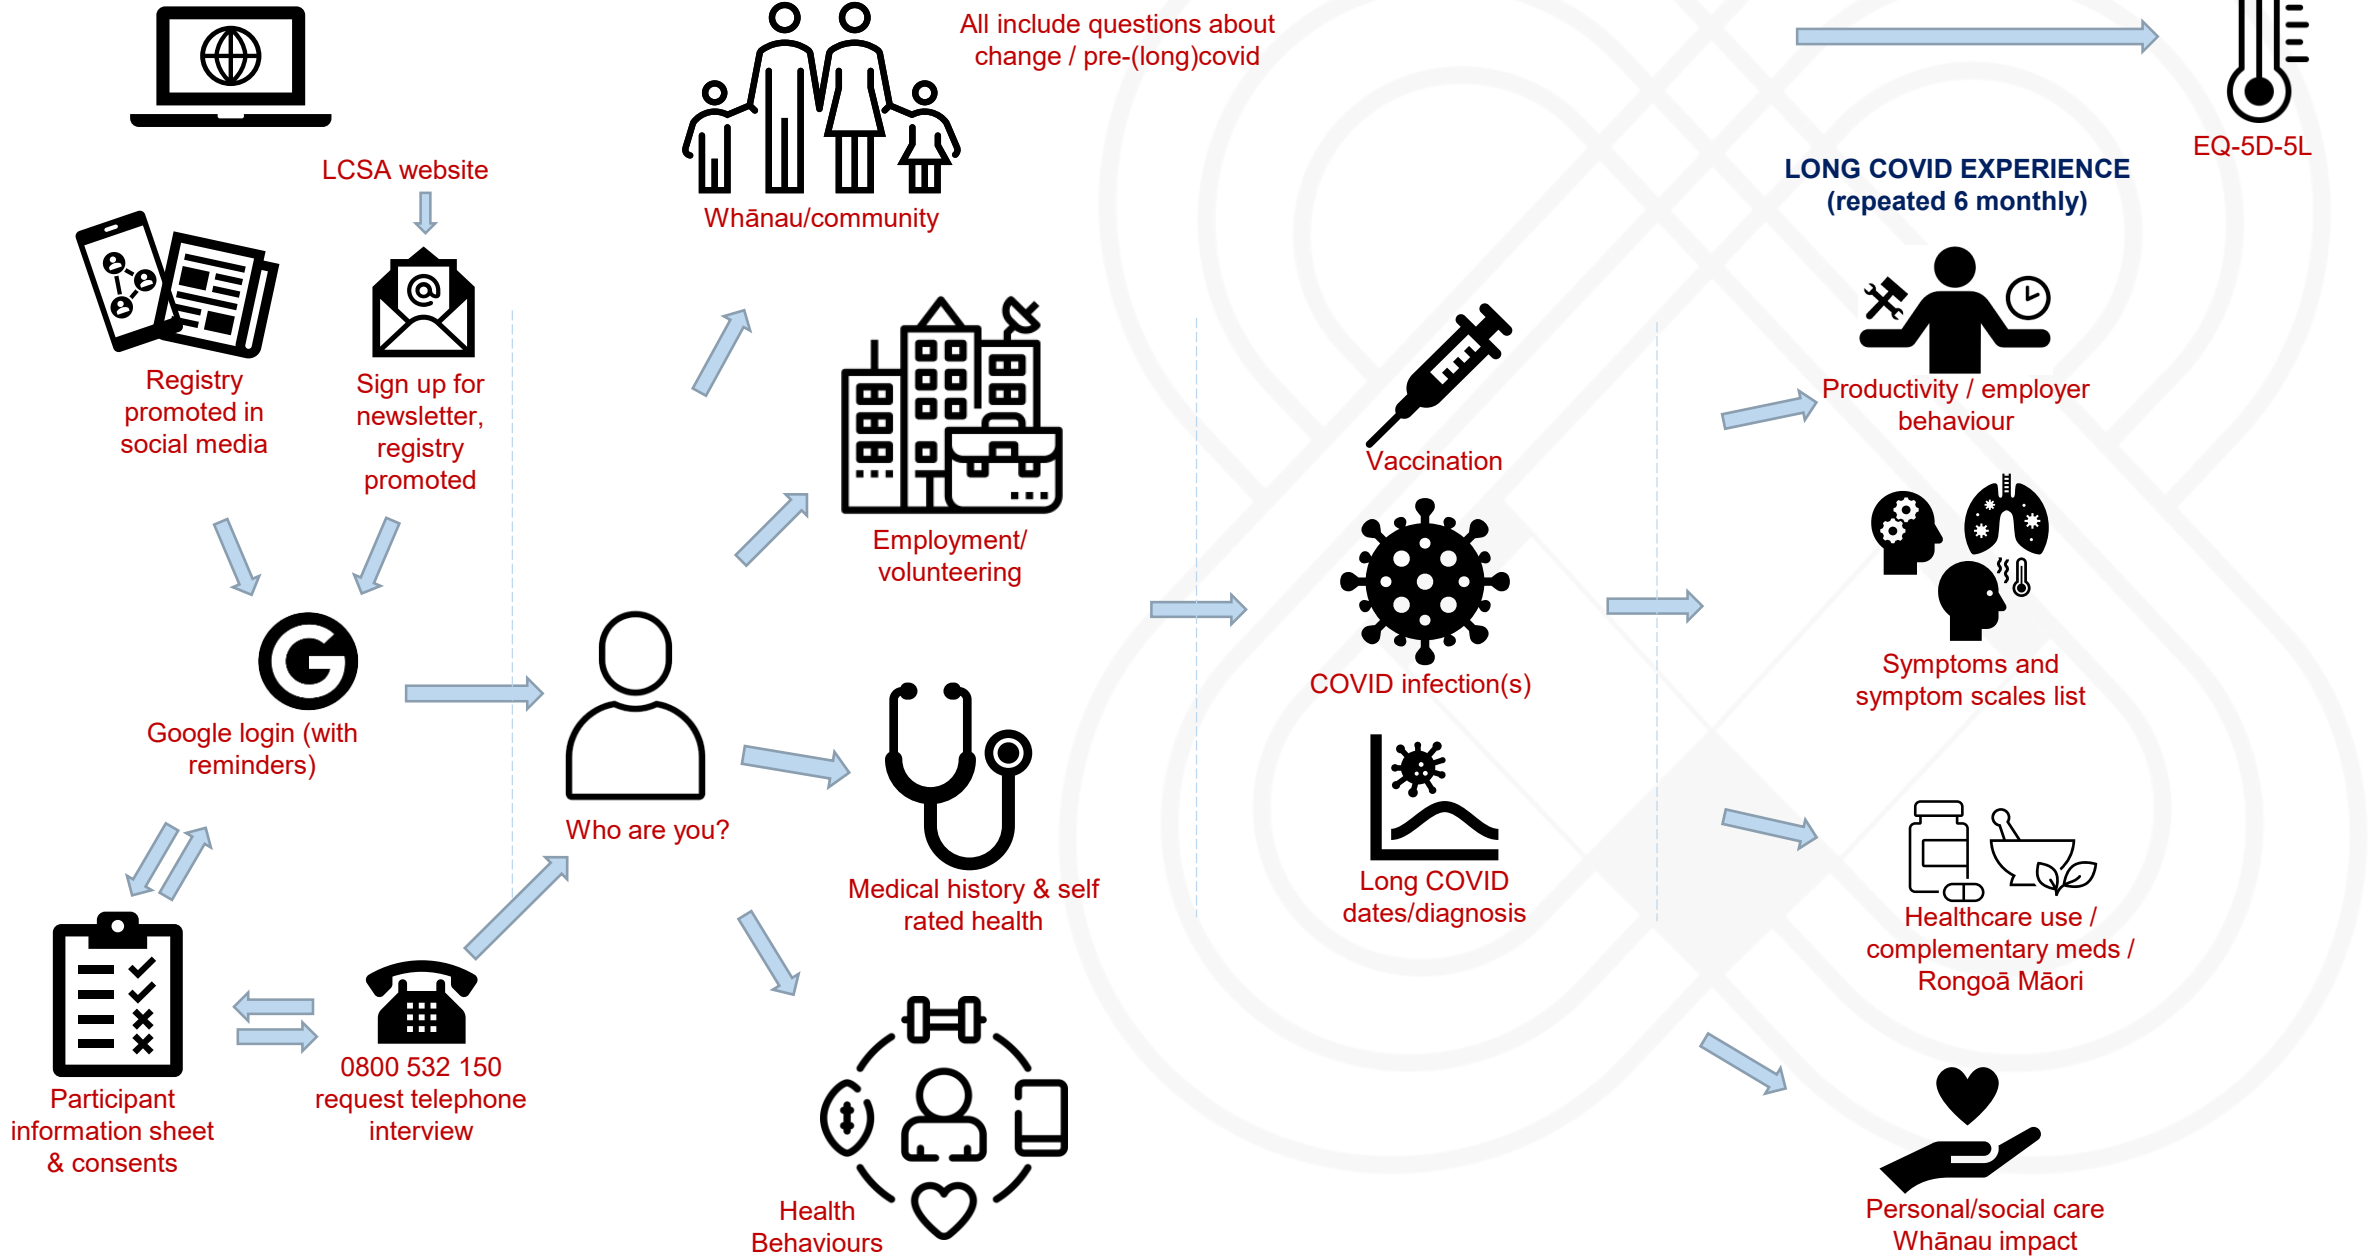 LCSA website
Registry
promoted in
social media
Sign up for
newsletter,
registry
promoted
Google login (with
reminders)
Participant
information sheet
& consents
0800 532 150
request telephone
interview
All include questions about
change / pre-(long)covid
Whānau/community
Employment/
volunteering
Who are you?
Medical history & self
rated health
Health
Behaviours
Vaccination
COVID infection(s)
Long COVID
dates/diagnosis
EQ-5D-5L
LONG COVID EXPERIENCE
(repeated 6 monthly)
Productivity / employer
behaviour
Symptoms and
symptom scales list
Healthcare use /
complementary meds /
Rongoā Māori
Personal/social care
Whānau impact